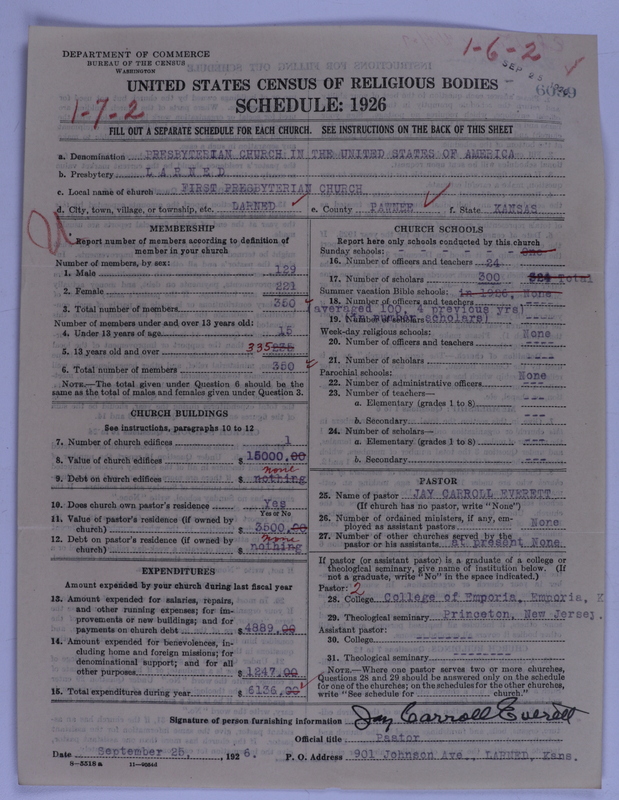 DEPARTMENT OF COMMERCE
BUREAU OF THE CENSUS
WASHINGTON
1-6-2
SEP 28
UNITED STATES CENSUS OF RELIGIOUS BODIES
1-7-2
SCHEDULE: 1926
FILL OUT A SEPARATE SCHEDULE FOR EACH CHURCH. SEE INSTRUCTIONS ON THE BACK OF THIS SHEET
a. Denomination PRESBYTERIAN CHURCH IN THE UNITED STATES OF AMERICA
b. Presbytery LARNED
c. Local name of church FIRST PRESBYTERIAN CHURCH
d. City, town, village, or township, etc. LARNED e. County PAWNEE f. State KANSAS
MEMBERSHIP
Report number of members according to definition of
member in your church
Number of members, by sex:
1. Male 129
2. Female 221
3. Total number of members 350
Number of members under and over 13 years old:
4. Under 13 years of age 15
5. 13 years old and over 335
6. Total number of members 350
NOTE.—The total given under Question 6 should be the
same as the total of males and females given under Question 3.
CHURCH BUILDINGS
See instructions, paragraphs 10 to 12
7. Number of church edifices 1
8. Value of church edifices $15000.00
none
9. Debt on church edifices $ nothing
10. Does church own pastor's residence Yes
Yes or No
11. Value of pastor's residence (if owned by
church) $3500.00
12. Debt on pastor's residence (if owned by none
church) $ nothing
EXPENDITURES
Amount expended by your church during last fiscal year
13. Amount expended for salaries, repairs,
and other running expenses; for im-
provements or new buildings; and for
payments on church debt $4889.00
14. Amount expended for benevolences, in-
cluding home and foreign missions; for
denominational support; and for all
other purposes $1247.00
15. Total expenditures during year $6136.00
CHURCH SCHOOLS
Report here only schools conducted by this church
Sunday schools: - - - - - One
16. Number of officers and teachers 24
17. Number of scholars 300 324 Total
Summer vacation Bible schools: in 1926, None
18. Number of officers and teachers
(averaged 100, 4 previous yrs)
19. Number of scholars
in number scholars)
Week-day religious schools: None
20. Number of officers and teachers ---
21. Number of scholars ---
Parochial schools: None
22. Number of administrative officers ---
23. Number of teachers—
a. Elementary (grades 1 to 8) ---
b. Secondary ---
24. Number of scholars—
a. Elementary (grades 1 to 8) ---
b. Secondary ---
PASTOR
25. Name of pastor JAY CARROLL EVERETT
(If church has no pastor, write "None")
26. Number of ordained ministers, if any, em-
ployed as assistant pastors None
27. Number of other churches served by the
pastor or his assistants at present None
If pastor (or assistant pastor) is a graduate of a college or
theological seminary, give name of institution below. (If
not a graduate, write "No" in the space indicated.)
Pastor: 2
28. College College of Emporia, Emporia, K
29. Theological seminary Princeton, New Jersey.
Assistant pastor:
30. College --------
31. Theological seminary --------
NOTE.—Where one pastor serves two or more churches,
Questions 28 and 29 should be answered only on the schedule
for one of the churches; on the schedules for the other churches,
write "See schedule for church."
Signature of person furnishing information Jay Carroll Everett
Official title Pastor
Date September 25, 1926. P. O. Address 901 Johnson Ave., LARNED, Kans.
8-5518a